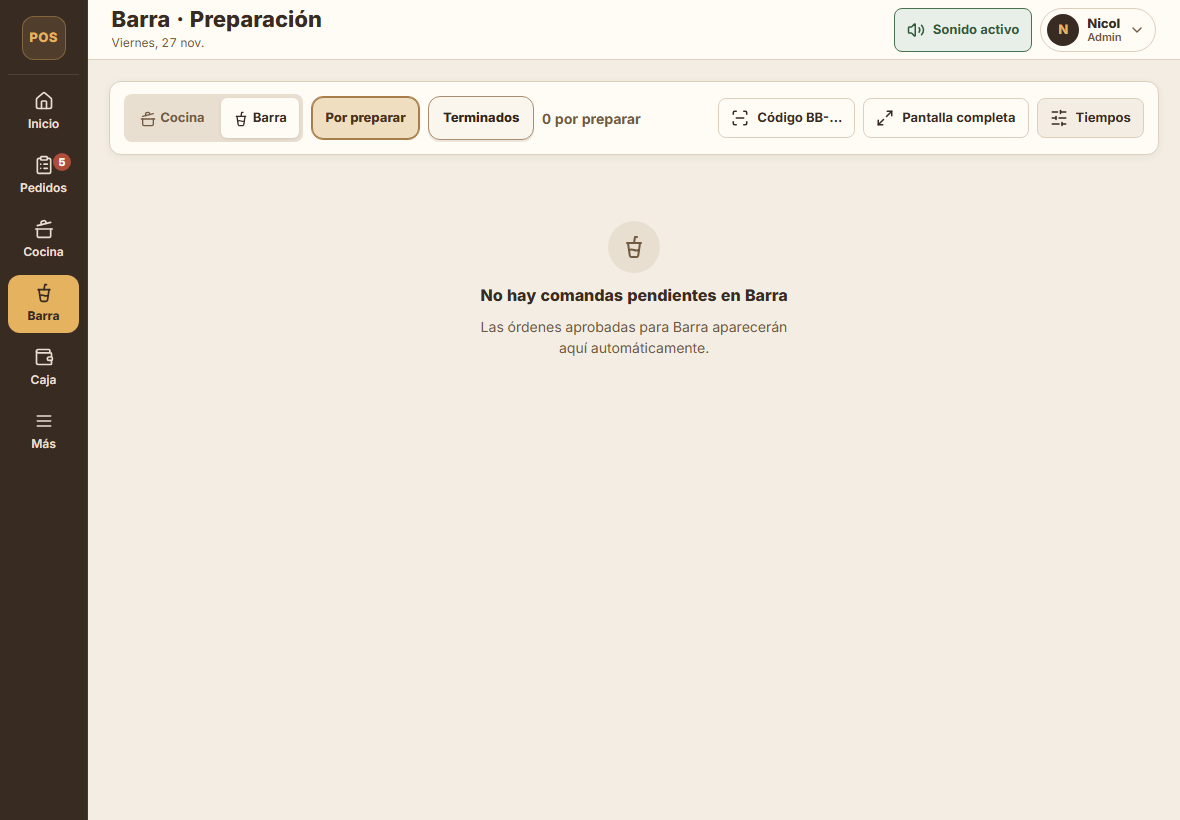 POS
Inicio
5
Pedidos
Cocina
Barra
Caja
Más
Barra · Preparación
Viernes, 27 nov.
Sonido activo
N
Nicol
Admin
Cocina
Barra
Por preparar
Terminados
0 por preparar
Código BB-...
Pantalla completa
Tiempos
No hay comandas pendientes en Barra
Las órdenes aprobadas para Barra aparecerán
aquí automáticamente.